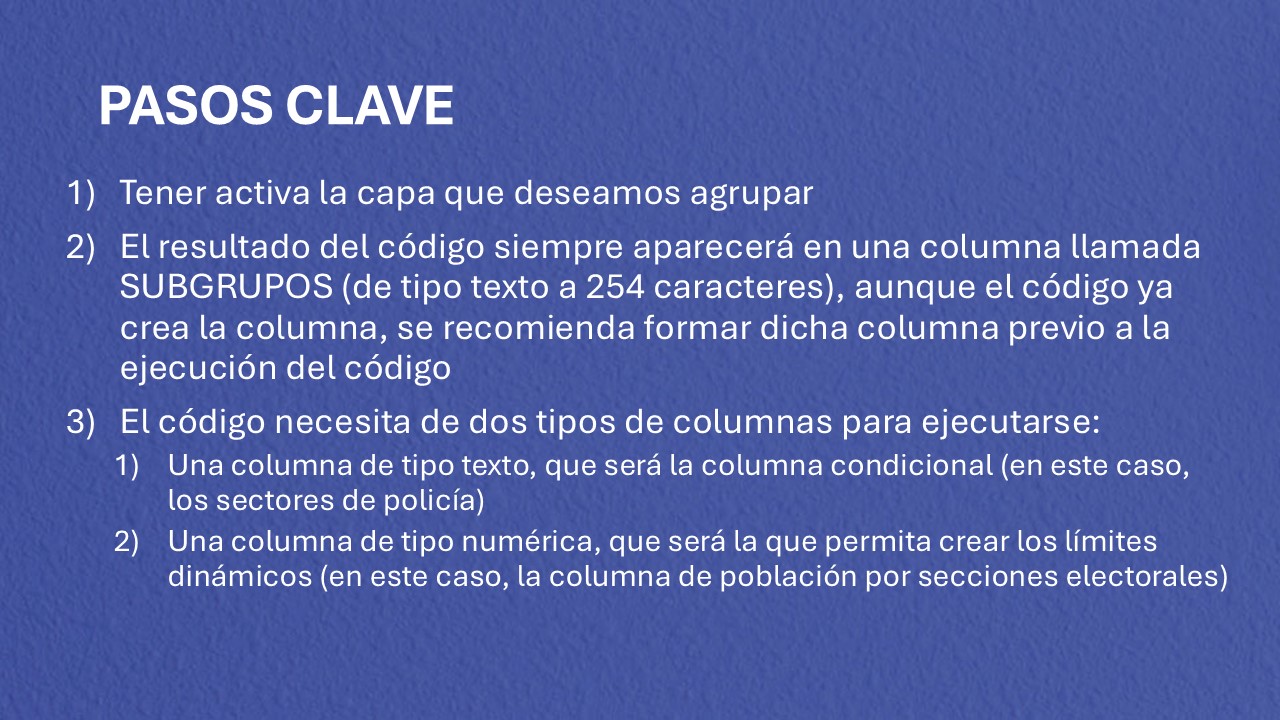 PASOS CLAVE
1) Tener activa la capa que deseamos agrupar
2) El resultado del código siempre aparecerá en una columna llamada
SUBGRUPOS (de tipo texto a 254 caracteres), aunque el código ya
crea la columna, se recomienda formar dicha columna previo a la
ejecución del código
3) El código necesita de dos tipos de columnas para ejecutarse:
1) Una columna de tipo texto, que será la columna condicional (en este caso,
los sectores de policía)
2) Una columna de tipo numérica, que será la que permita crear los límites
dinámicos (en este caso, la columna de población por secciones electorales)